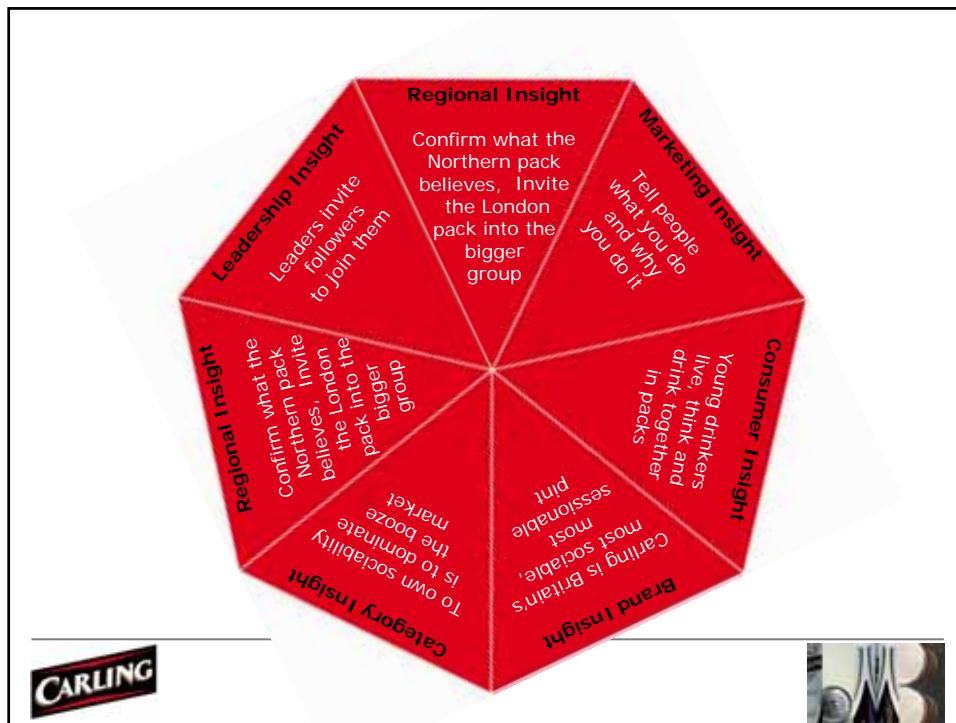 Regional Insight
Confirm what the
Northern pack
believes, Invite
the London
pack into the
bigger
group
Marketing Insight
Tell people
what you do
and why
you do it
Consumer Insight
Young drinkers
live, think and
drink together
in packs
Brand Insight
Carling is Britain's
most sociable,
most
sessionable
pint
Category Insight
To own sociability
is to dominate
the booze
market
Regional Insight
Confirm what the
Northern pack
believes, Invite
the London
pack into the
bigger
group
Leadership Insight
Leaders invite
followers
to join them
CARLING